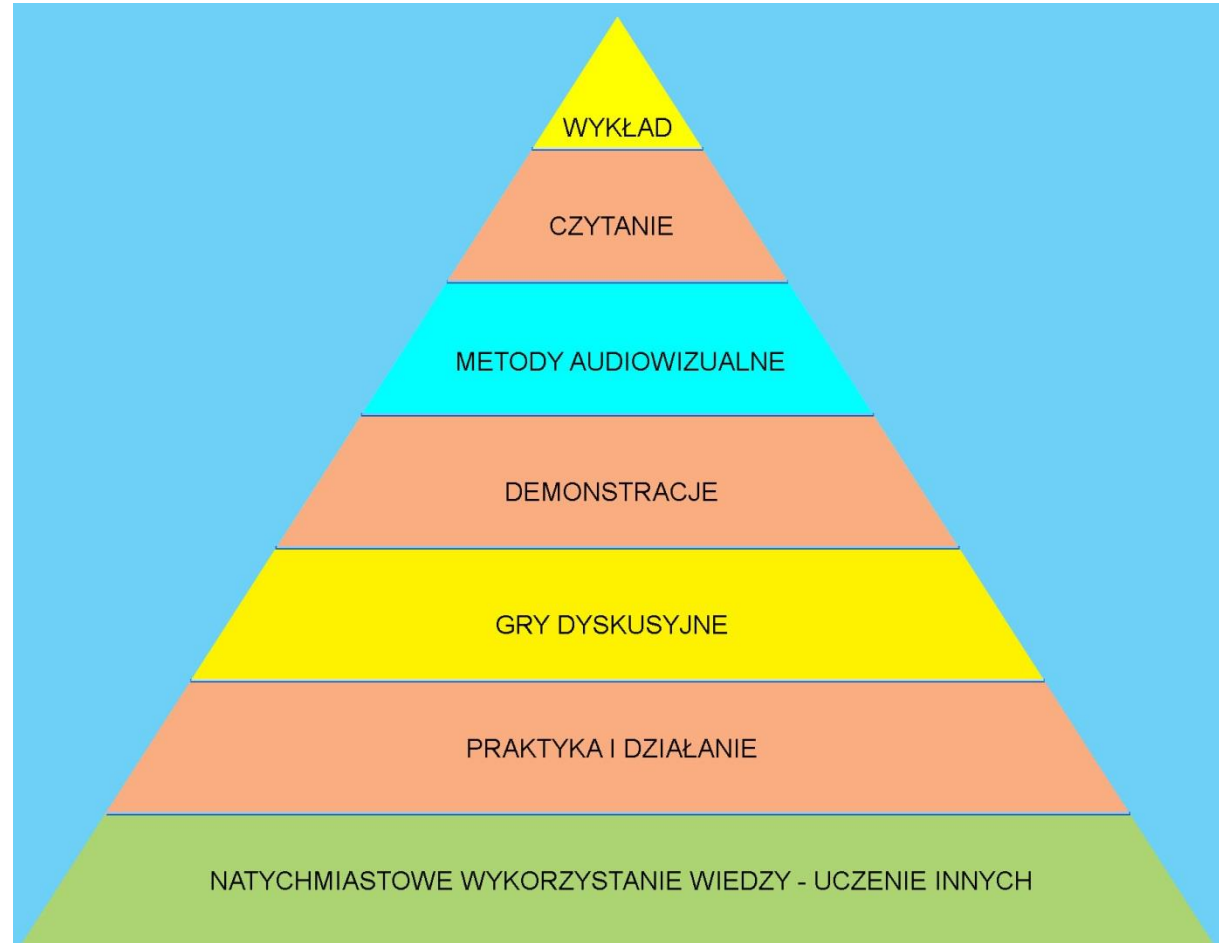 WYKŁAD
CZYTANIE
METODY AUDIOWIZUALNE
DEMONSTRACJE
GRY DYSKUSYJNE
PRAKTYKA I DZIAŁANIE
NATYCHMIASTOWE WYKORZYSTANIE WIEDZY - UCZENIE INNYCH